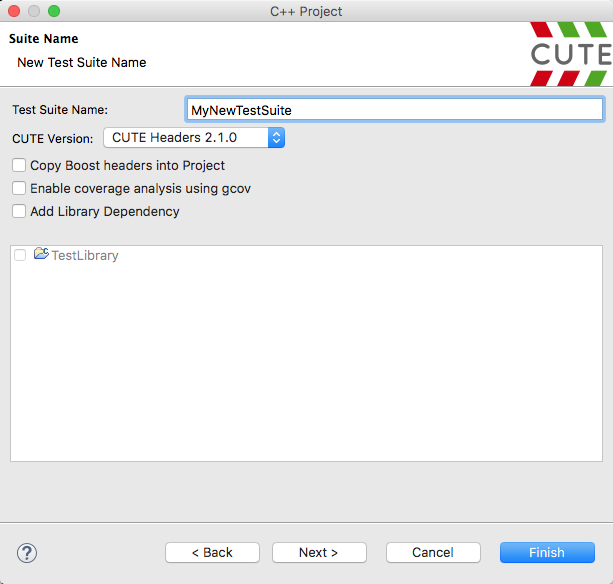 C++ Project
Suite Name
New Test Suite Name
CUTE
Test Suite Name: MyNewTestSuite
CUTE Version: CUTE Headers 2.1.0
Copy Boost headers into Project
Enable coverage analysis using gcov
Add Library Dependency
TestLibrary
? < Back Next > Cancel Finish